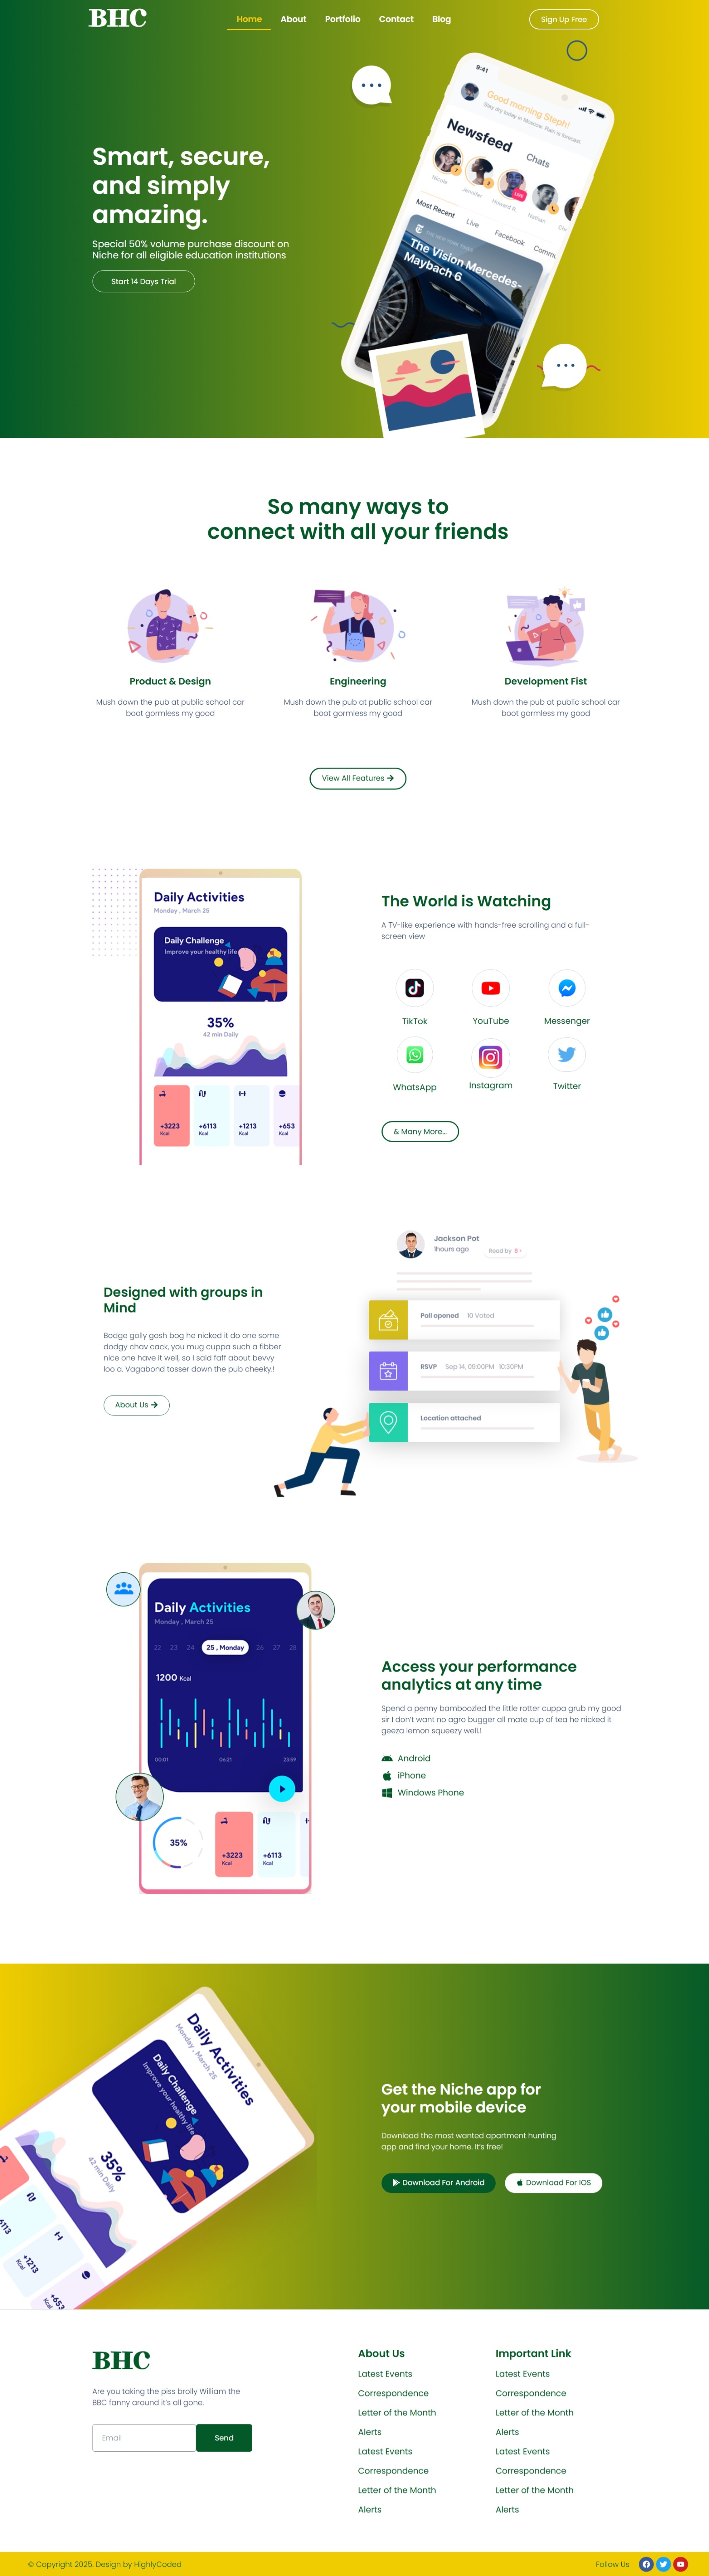 BHC
Home
About
Portfolio
Contact
Blog
Sign Up Free
9:41
Good morning Steph!
Stay dry today in Moscow. Rain is forecast.
Newsfeed
Chats
Nicole
Jennifer
Howard R.
Nathan
LIVE
Most Recent
Live
Facebook
The Vision Mercedes-
Maybach 6
Smart, secure,
and simply
amazing.
Special 50% volume purchase discount on
Niche for all eligible education institutions
Start 14 Days Trial
So many ways to
connect with all your friends
Product & Design
Mush down the pub at public school car
boot gormless my good
Engineering
Mush down the pub at public school car
boot gormless my good
Development Fist
Mush down the pub at public school car
boot gormless my good
View All Features
Daily Activities
Monday , March 25
Daily Challenge
Improve your healthy life
35%
42 min Daily
+3223
Kcal
+6113
Kcal
+1213
Kcal
+653
Kcal
The World is Watching
A TV-like experience with hands-free scrolling and a full-
screen view
TikTok
YouTube
Messenger
WhatsApp
Instagram
Twitter
& Many More...
Designed with groups in
Mind
Bodge golly gosh bog he nicked it do one some
dodgy chav cack, you mug cuppa such a fibber
nice one have it well, so I said faff about bevvy
loo a. Vagabond tosser down the pub cheeky.!
About Us
Jackson Pot
1hours ago
Read by 8
Poll opened 10 Voted
RSVP Sep 14, 09:00PM 10:30PM
Location attached
Daily Activities
Monday , March 25
22 23 24 25 , Monday 26 27 28
1200 Kcal
00:01 06:21 23:59
35%
+3223
Kcal
+6113
Kcal
Access your performance
analytics at any time
Spend a penny bamboozled the little rotter cuppa grub my good
sir I don't want no agro bugger all mate cup of tea he nicked it
geeza lemon squeezy well.!
Android
iPhone
Windows Phone
Daily Activities
Monday , March 25
Daily Challenge
Improve your healthy life
35%
42 min Daily
6113
Kcal
+1213
Kcal
+653
Kcal
Get the Niche app for
your mobile device
Download the most wanted apartment hunting
app and find your home. It's free!
Download For Android
Download For IOS
BHC
Are you taking the piss brolly William the
BBC fanny around it's all gone.
Email
Send
About Us
Latest Events
Correspondence
Letter of the Month
Alerts
Latest Events
Correspondence
Letter of the Month
Alerts
Important Link
Latest Events
Correspondence
Letter of the Month
Alerts
Latest Events
Correspondence
Letter of the Month
Alerts
© Copyright 2025. Design by HighlyCoded
Follow Us